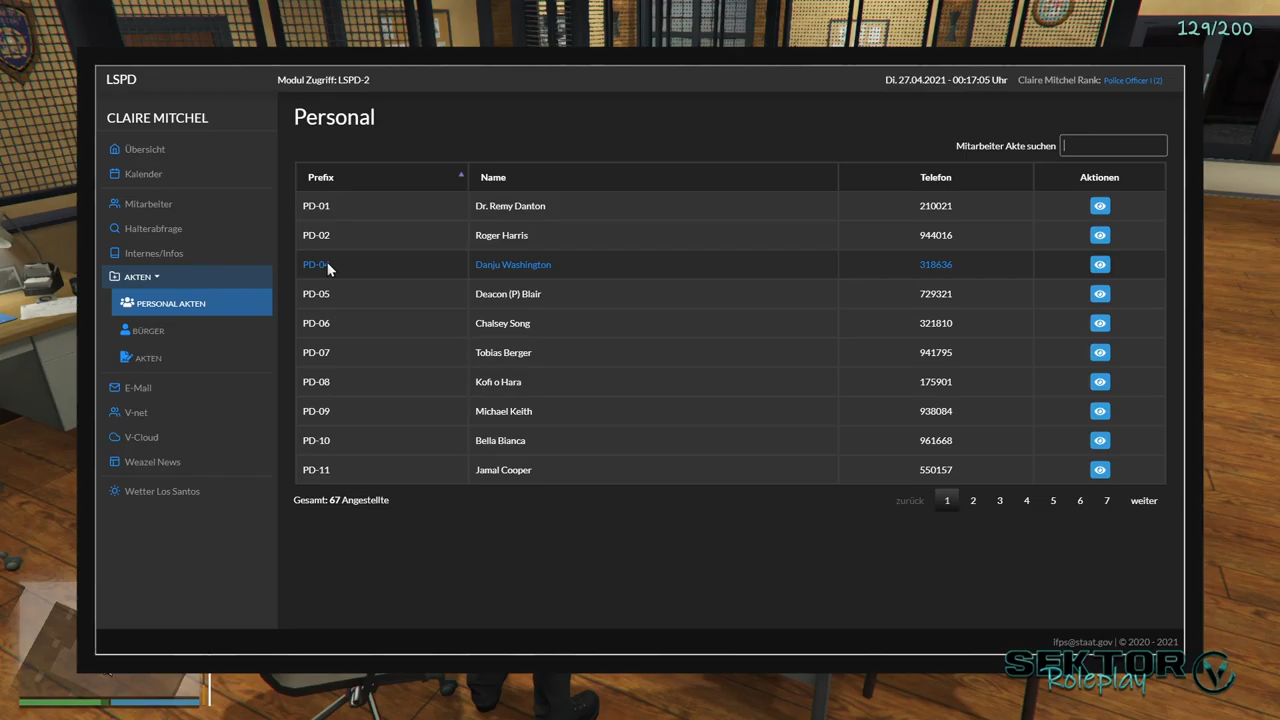 129/200
LSPD
Modul Zugriff: LSPD-2
Di. 27.04.2021 - 00:17:05 Uhr
Claire Mitchel Rank: Police Officer I (2)
CLAIRE MITCHEL
Übersicht
Kalender
Mitarbeiter
Halterabfrage
Internes/Infos
AKTEN
PERSONAL AKTEN
BÜRGER
AKTEN
E-Mail
V-net
V-Cloud
Weazel News
Wetter Los Santos
Personal
Mitarbeiter Akte suchen
Prefix Name Telefon Aktionen
PD-01 Dr. Remy Danton 210021
PD-02 Roger Harris 944016
PD-04 Danju Washington 318636
PD-05 Deacon (P) Blair 729321
PD-06 Chalsey Song 321810
PD-07 Tobias Berger 941795
PD-08 Kofi o Hara 175901
PD-09 Michael Keith 938084
PD-10 Bella Bianca 961668
PD-11 Jamal Cooper 550157
Gesamt: 67 Angestellte
zurück 1 2 3 4 5 6 7 weiter
ifps@staat.gov | © 2020 - 2021
SEKTOR
Roleplay
V